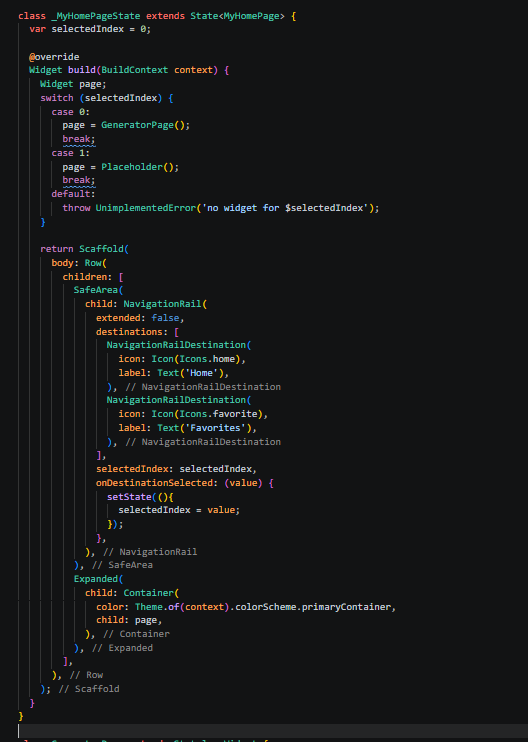 class _MyHomePageState extends State<MyHomePage> {
  var selectedIndex = 0;

  @override
  Widget build(BuildContext context) {
    Widget page;
    switch (selectedIndex) {
      case 0:
        page = GeneratorPage();
        break;
      case 1:
        page = Placeholder();
        break;
      default:
        throw UnimplementedError('no widget for $selectedIndex');
    }

    return Scaffold(
      body: Row(
        children: [
          SafeArea(
            child: NavigationRail(
              extended: false,
              destinations: [
                NavigationRailDestination(
                  icon: Icon(Icons.home),
                  label: Text('Home'),
                ), // NavigationRailDestination
                NavigationRailDestination(
                  icon: Icon(Icons.favorite),
                  label: Text('Favorites'),
                ), // NavigationRailDestination
              ],
              selectedIndex: selectedIndex,
              onDestinationSelected: (value) {
                setState((){
                  selectedIndex = value;
                });
              },
            ), // NavigationRail
          ), // SafeArea
          Expanded(
            child: Container(
              color: Theme.of(context).colorScheme.primaryContainer,
              child: page,
            ), // Container
          ), // Expanded
        ],
      ), // Row
    ); // Scaffold
  }
}